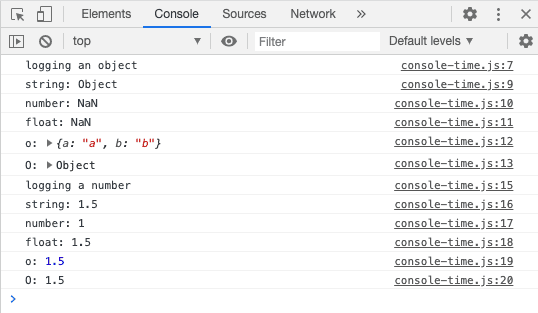 Elements Console Sources Network
top Filter Default levels
logging an object console-time.js:7
string: Object console-time.js:9
number: NaN console-time.js:10
float: NaN console-time.js:11
o: {a: "a", b: "b"} console-time.js:12
O: Object console-time.js:13
logging a number console-time.js:15
string: 1.5 console-time.js:16
number: 1 console-time.js:17
float: 1.5 console-time.js:18
o: 1.5 console-time.js:19
O: 1.5 console-time.js:20